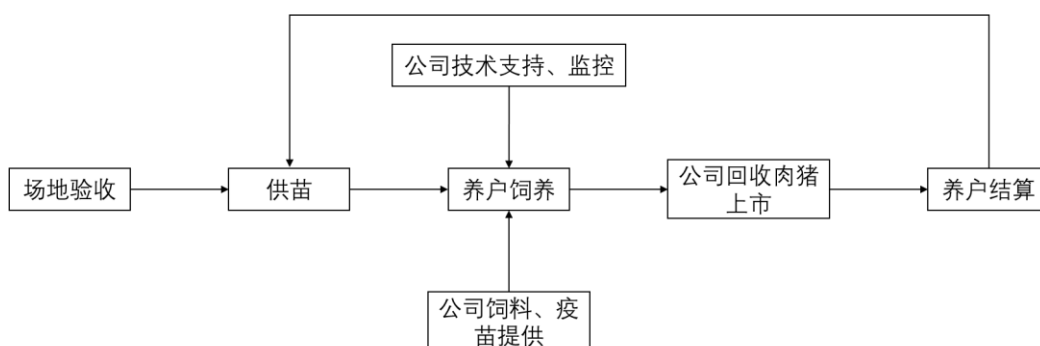 公司技术支持、监控
场地验收
供苗
养户饲养
公司回收肉猪
上市
养户结算
公司饲料、疫
苗提供